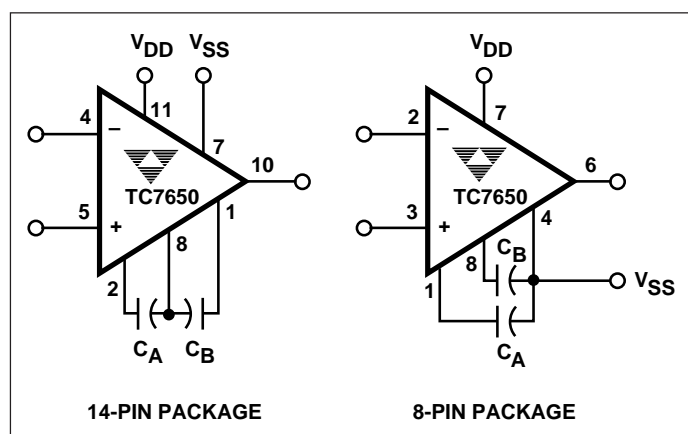 VDD VSS
11
4
−
7
10
TC7650
5
+
8
1
2
CA CB
14-PIN PACKAGE
VDD
7
2
−
6
TC7650
3
+
4
8
CB
1
VSS
CA
8-PIN PACKAGE